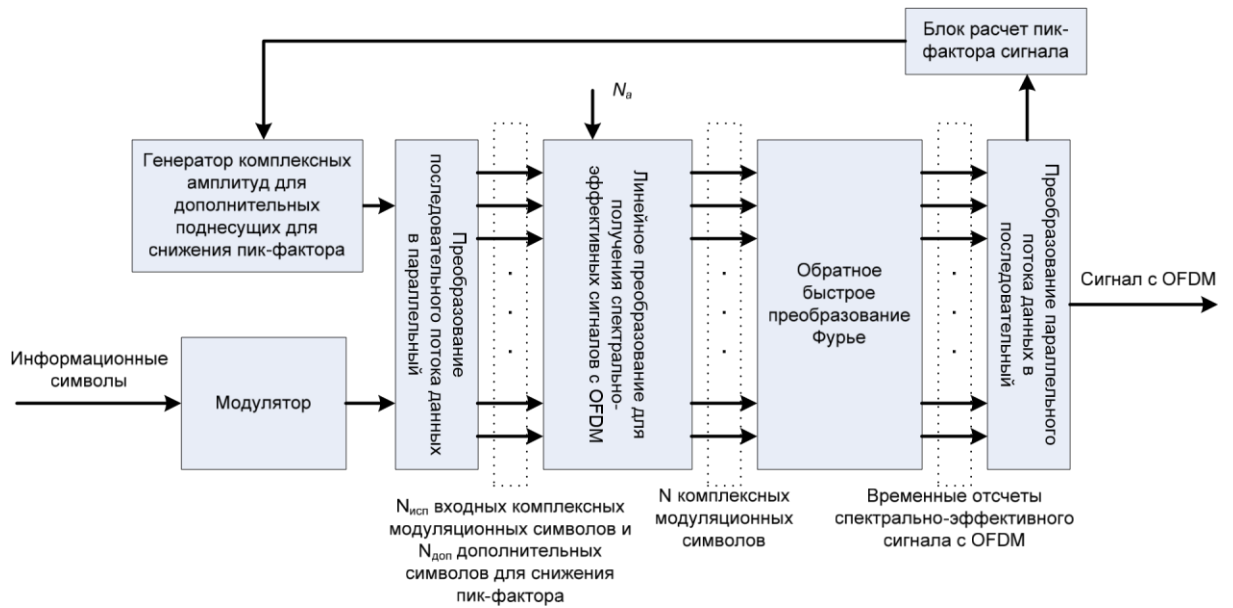 Блок расчет пик-
фактора сигнала
Nа
Генератор комплексных
амплитуд для
дополнительных
поднесущих для
снижения пик-фактора
Преобразование
последовательного потока данных
в параллельный
Линейное преобразование для
получения спектрально-
эффективных сигналов с OFDM
Обратное
быстрое
преобразование
Фурье
Преобразование параллельного
потока данных в
последовательный
Сигнал с OFDM
Информационные
символы
Модулятор
Nисп входных комплексных
модуляционных символов и
Nдоп дополнительных
символов для снижения
пик-фактора
N комплексных
модуляционных
символов
Временные отсчеты
спектрально-эффективного
сигнала с OFDM